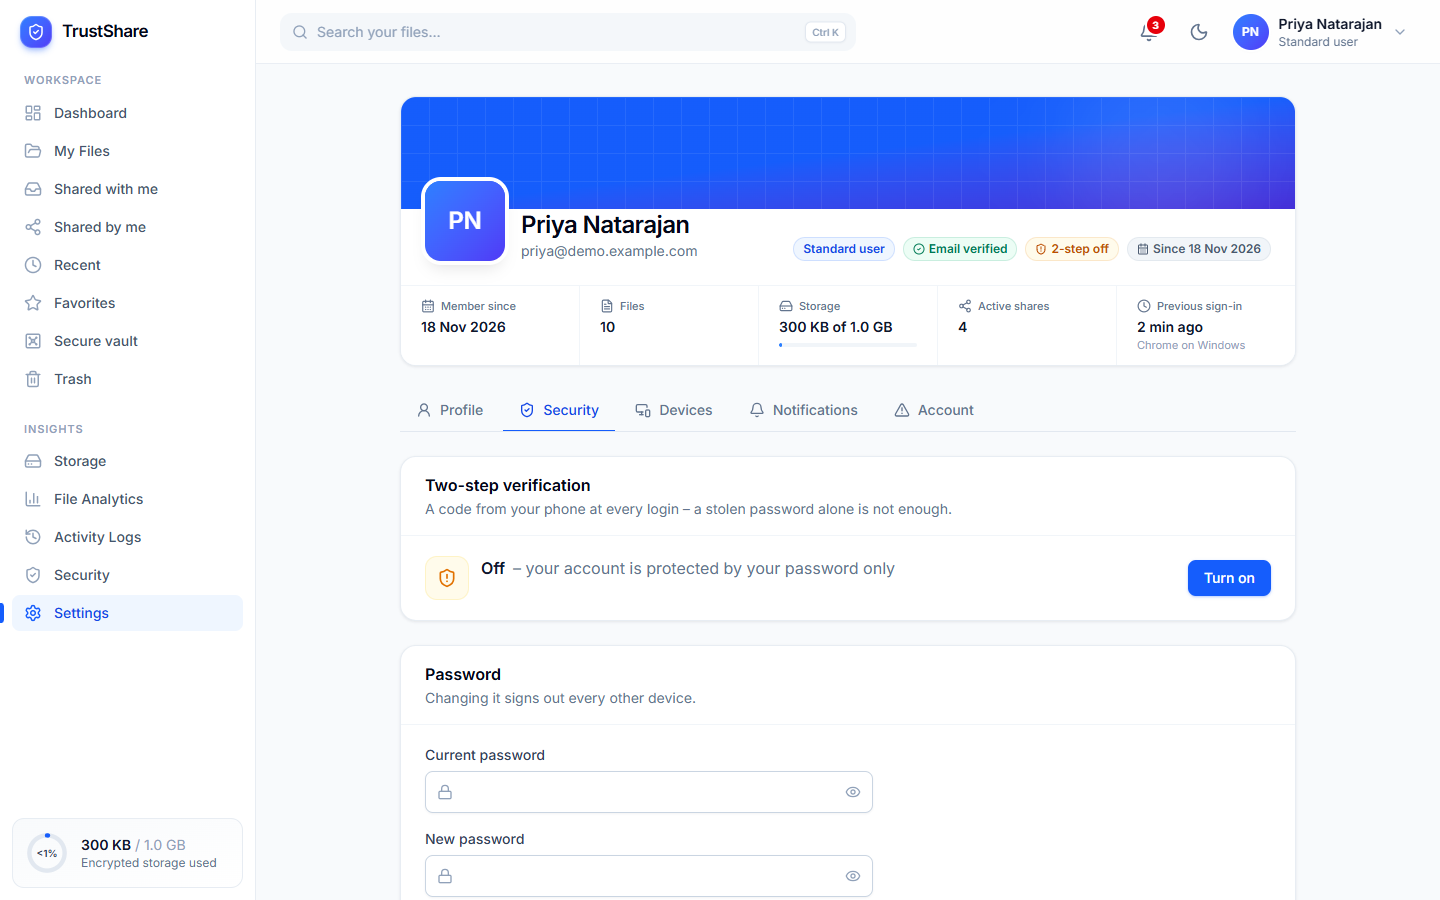 TrustShare
Search your files...
Ctrl K
3
PN
Priya Natarajan
Standard user
WORKSPACE
Dashboard
My Files
Shared with me
Shared by me
Recent
Favorites
Secure vault
Trash
INSIGHTS
Storage
File Analytics
Activity Logs
Security
Settings
<1%
300 KB / 1.0 GB
Encrypted storage used
PN
Priya Natarajan
priya@demo.example.com
Standard user
Email verified
2-step off
Since 18 Nov 2026
Member since
18 Nov 2026
Files
10
Storage
300 KB of 1.0 GB
Active shares
4
Previous sign-in
2 min ago
Chrome on Windows
Profile
Security
Devices
Notifications
Account
Two-step verification
A code from your phone at every login – a stolen password alone is not enough.
Off – your account is protected by your password only
Turn on
Password
Changing it signs out every other device.
Current password
New password